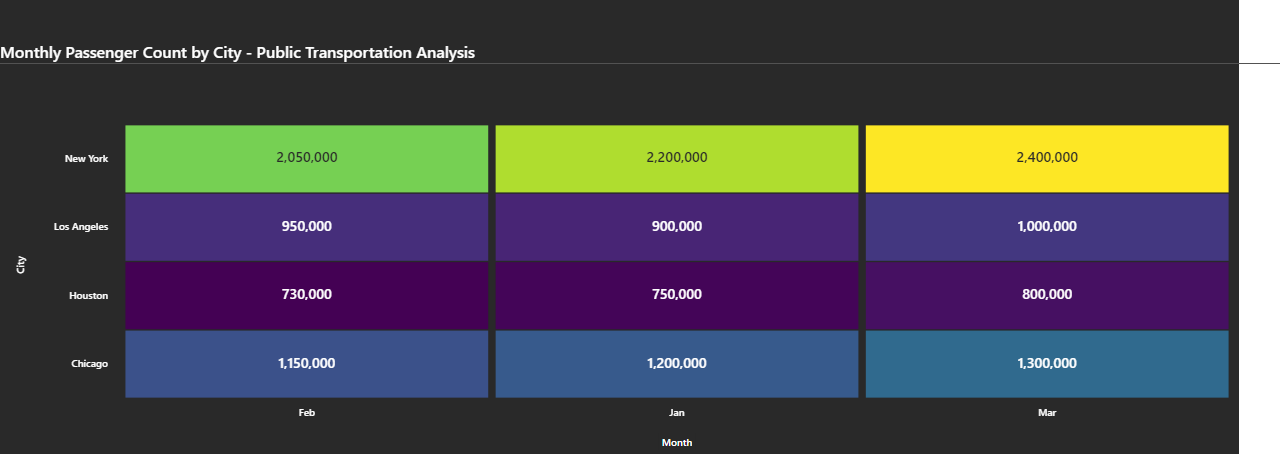 Monthly Passenger Count by City - Public Transportation Analysis
New York 2,050,000 2,200,000 2,400,000
Los Angeles 950,000 900,000 1,000,000
City
Houston 730,000 750,000 800,000
Chicago 1,150,000 1,200,000 1,300,000
Feb Jan Mar
Month